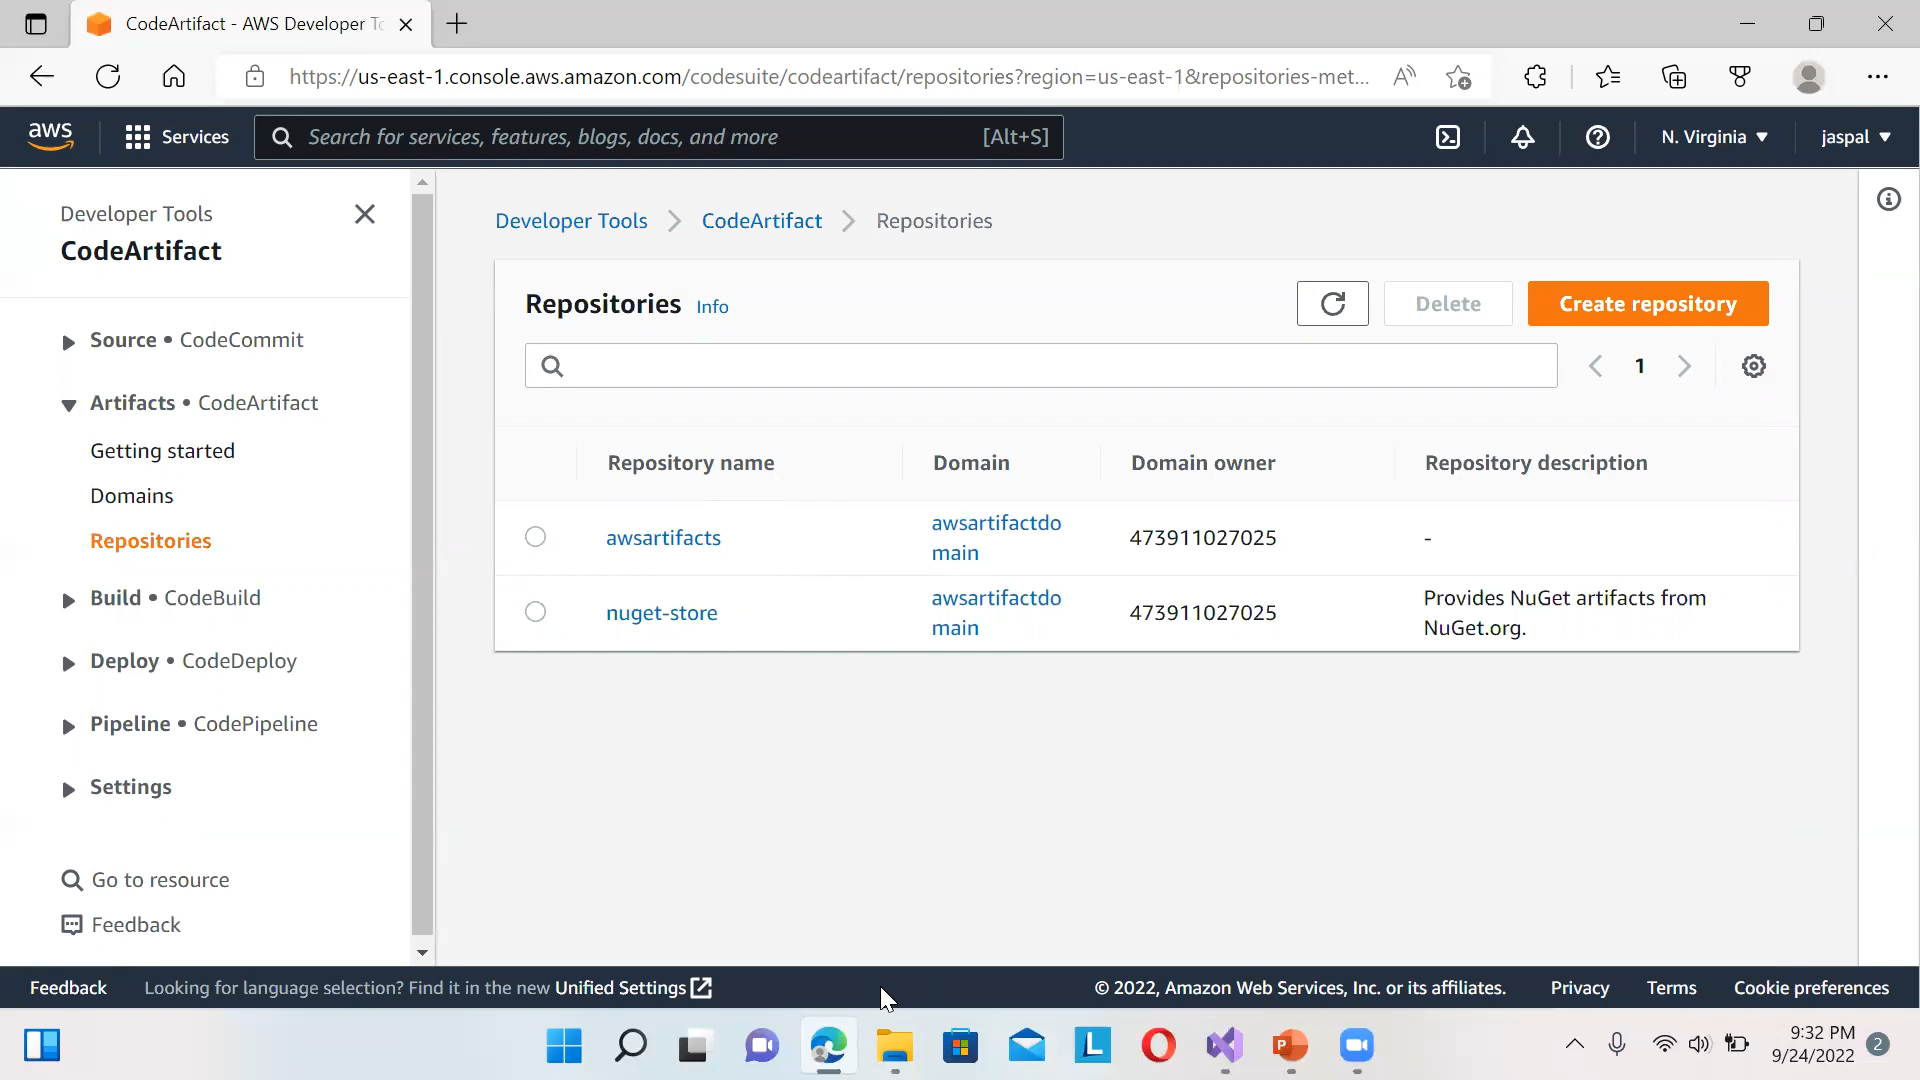 CodeArtifact - AWS Developer To
https://us-east-1.console.aws.amazon.com/codesuite/codeartifact/repositories?region=us-east-1&repositories-met...
aws
Services
Search for services, features, blogs, docs, and more
[Alt+S]
N. Virginia
jaspal
Developer Tools
CodeArtifact
Source • CodeCommit
Artifacts • CodeArtifact
Getting started
Domains
Repositories
Build • CodeBuild
Deploy • CodeDeploy
Pipeline • CodePipeline
Settings
Go to resource
Feedback
Developer Tools
CodeArtifact
Repositories
Repositories Info
Delete
Create repository
1
Repository name
Domain
Domain owner
Repository description
awsartifacts
awsartifactdo
main
473911027025
-
nuget-store
awsartifactdo
main
473911027025
Provides NuGet artifacts from
NuGet.org.
Feedback
Looking for language selection? Find it in the new Unified Settings
© 2022, Amazon Web Services, Inc. or its affiliates.
Privacy
Terms
Cookie preferences
L
P
9:32 PM
9/24/2022
2